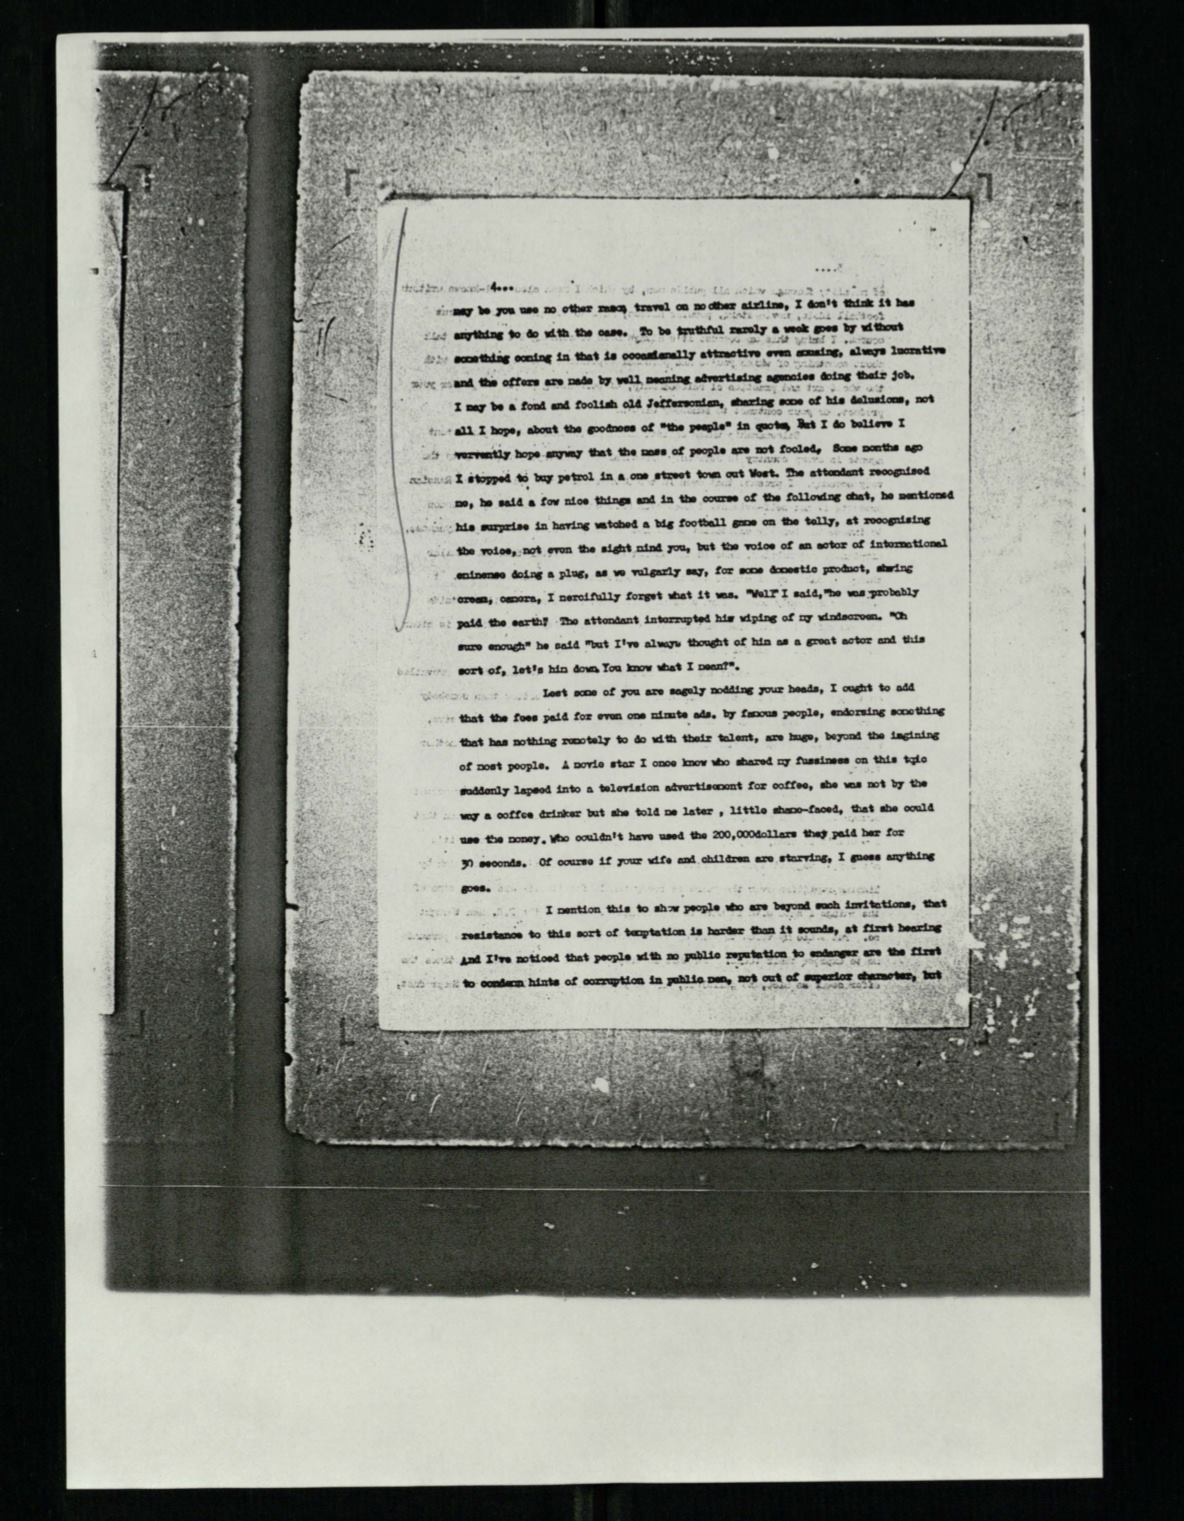 4...
may be you use no other razor, travel on no other airline, I don't think it has
anything to do with the case. To be truthful rarely a week goes by without
something coming in that is occasionally attractive even amusing, always lucrative
and the offers are made by well meaning advertising agencies doing their job.
I may be a fond and foolish old Jeffersonian, sharing some of his delusions, not
all I hope, about the goodness of "the people" in quotes, But I do believe I
vervently hope anyway that the mass of people are not fooled, Some months ago
I stopped to buy petrol in a one street town out West. The attendant recognised
me, he said a few nice things and in the course of the following chat, he mentioned
his surprise in having watched a big football game on the telly, at recognising
the voice, not even the sight mind you, but the voice of an actor of international
eminense doing a plug, as we vulgarly say, for some domestic product, shving
cream, camera, I mercifully forget what it was. "Well" I said, "he was probably
paid the earth! The attendant interrupted his wiping of my windscreen. "Oh
sure enough" he said "but I've always thought of him as a great actor and this
sort of, let's him down. You know what I mean?".
Lest some of you are sagely nodding your heads, I ought to add
that the fees paid for even one minute ads. by famous people, endorsing something
that has nothing remotely to do with their talent, are huge, beyond the imgining
of most people. A movie star I once knew who shared my fussiness on this tqic
suddenly lapsed into a television advertisement for coffee, she was not by the
way a coffee drinker but she told me later , little shame-faced, that she could
use the money. Who couldn't have used the 200,000dollars they paid her for
30 seconds. Of course if your wife and children are starving, I guess anything
goes.
I mention this to show people who are beyond such invitations, that
resistance to this sort of temptation is harder than it sounds, at first hearing
And I've noticed that people with no public reputation to endanger are the first
to condemn hints of corruption in public men, not out of superior character, but